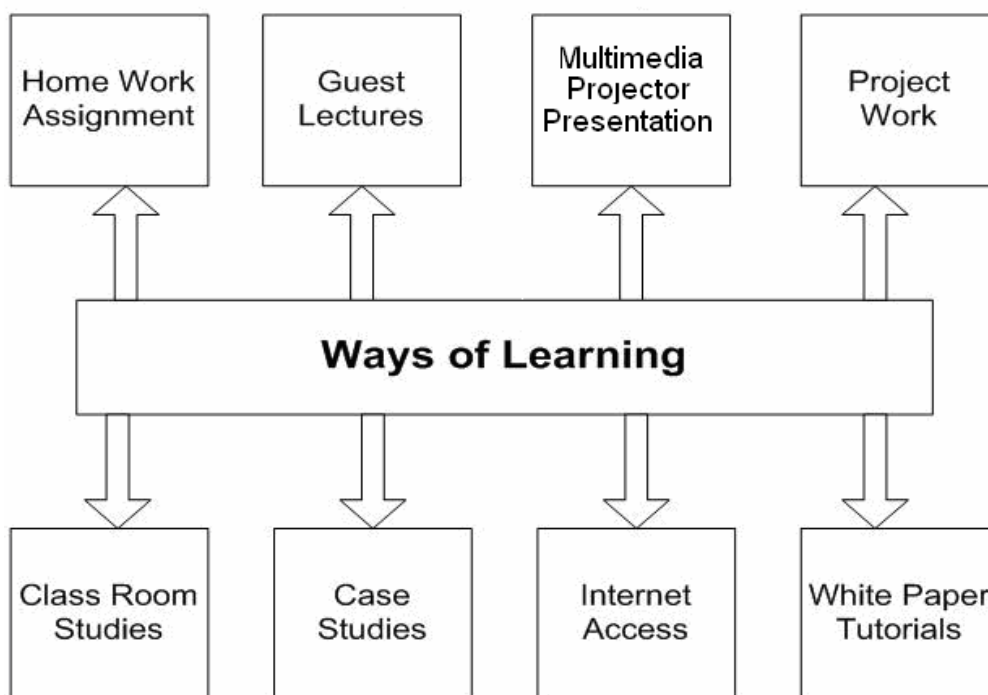 Home Work
Assignment
Guest
Lectures
Multimedia
Projector
Presentation
Project
Work
Ways of Learning
Class Room
Studies
Case
Studies
Internet
Access
White Paper
Tutorials